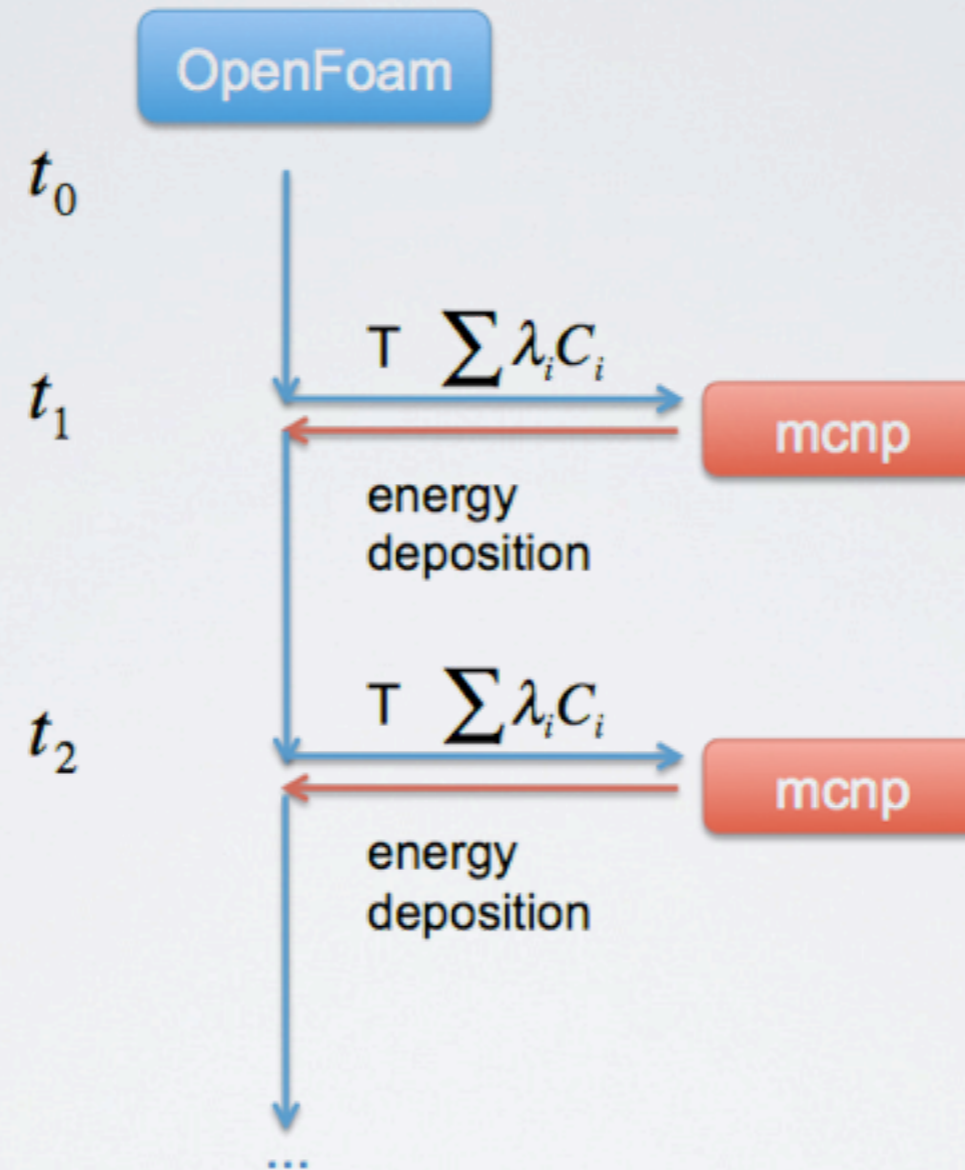 OpenFoam
t₀
T ∑ λᵢCᵢ
t₁
mcnp
energy
deposition
T ∑ λᵢCᵢ
t₂
mcnp
energy
deposition
...